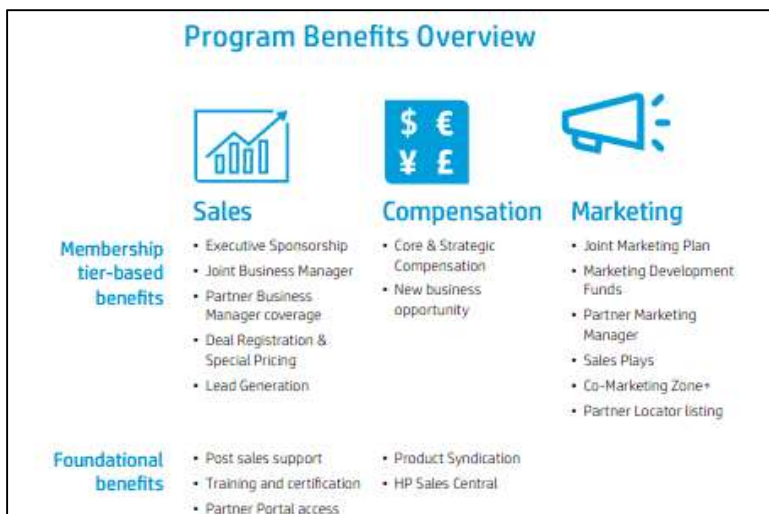 Program Benefits Overview
$ €
¥ £
Sales
Compensation
Marketing
Membership
tier-based
benefits
• Executive Sponsorship
• Joint Business Manager
• Partner Business
Manager coverage
• Deal Registration &
Special Pricing
• Lead Generation
• Core & Strategic
Compensation
• New business
opportunity
• Joint Marketing Plan
• Marketing Development
Funds
• Partner Marketing
Manager
• Sales Plays
• Co-Marketing Zone+
• Partner Locator listing
Foundational
benefits
• Post sales support
• Training and certification
• Partner Portal access
• Product Syndication
• HP Sales Central